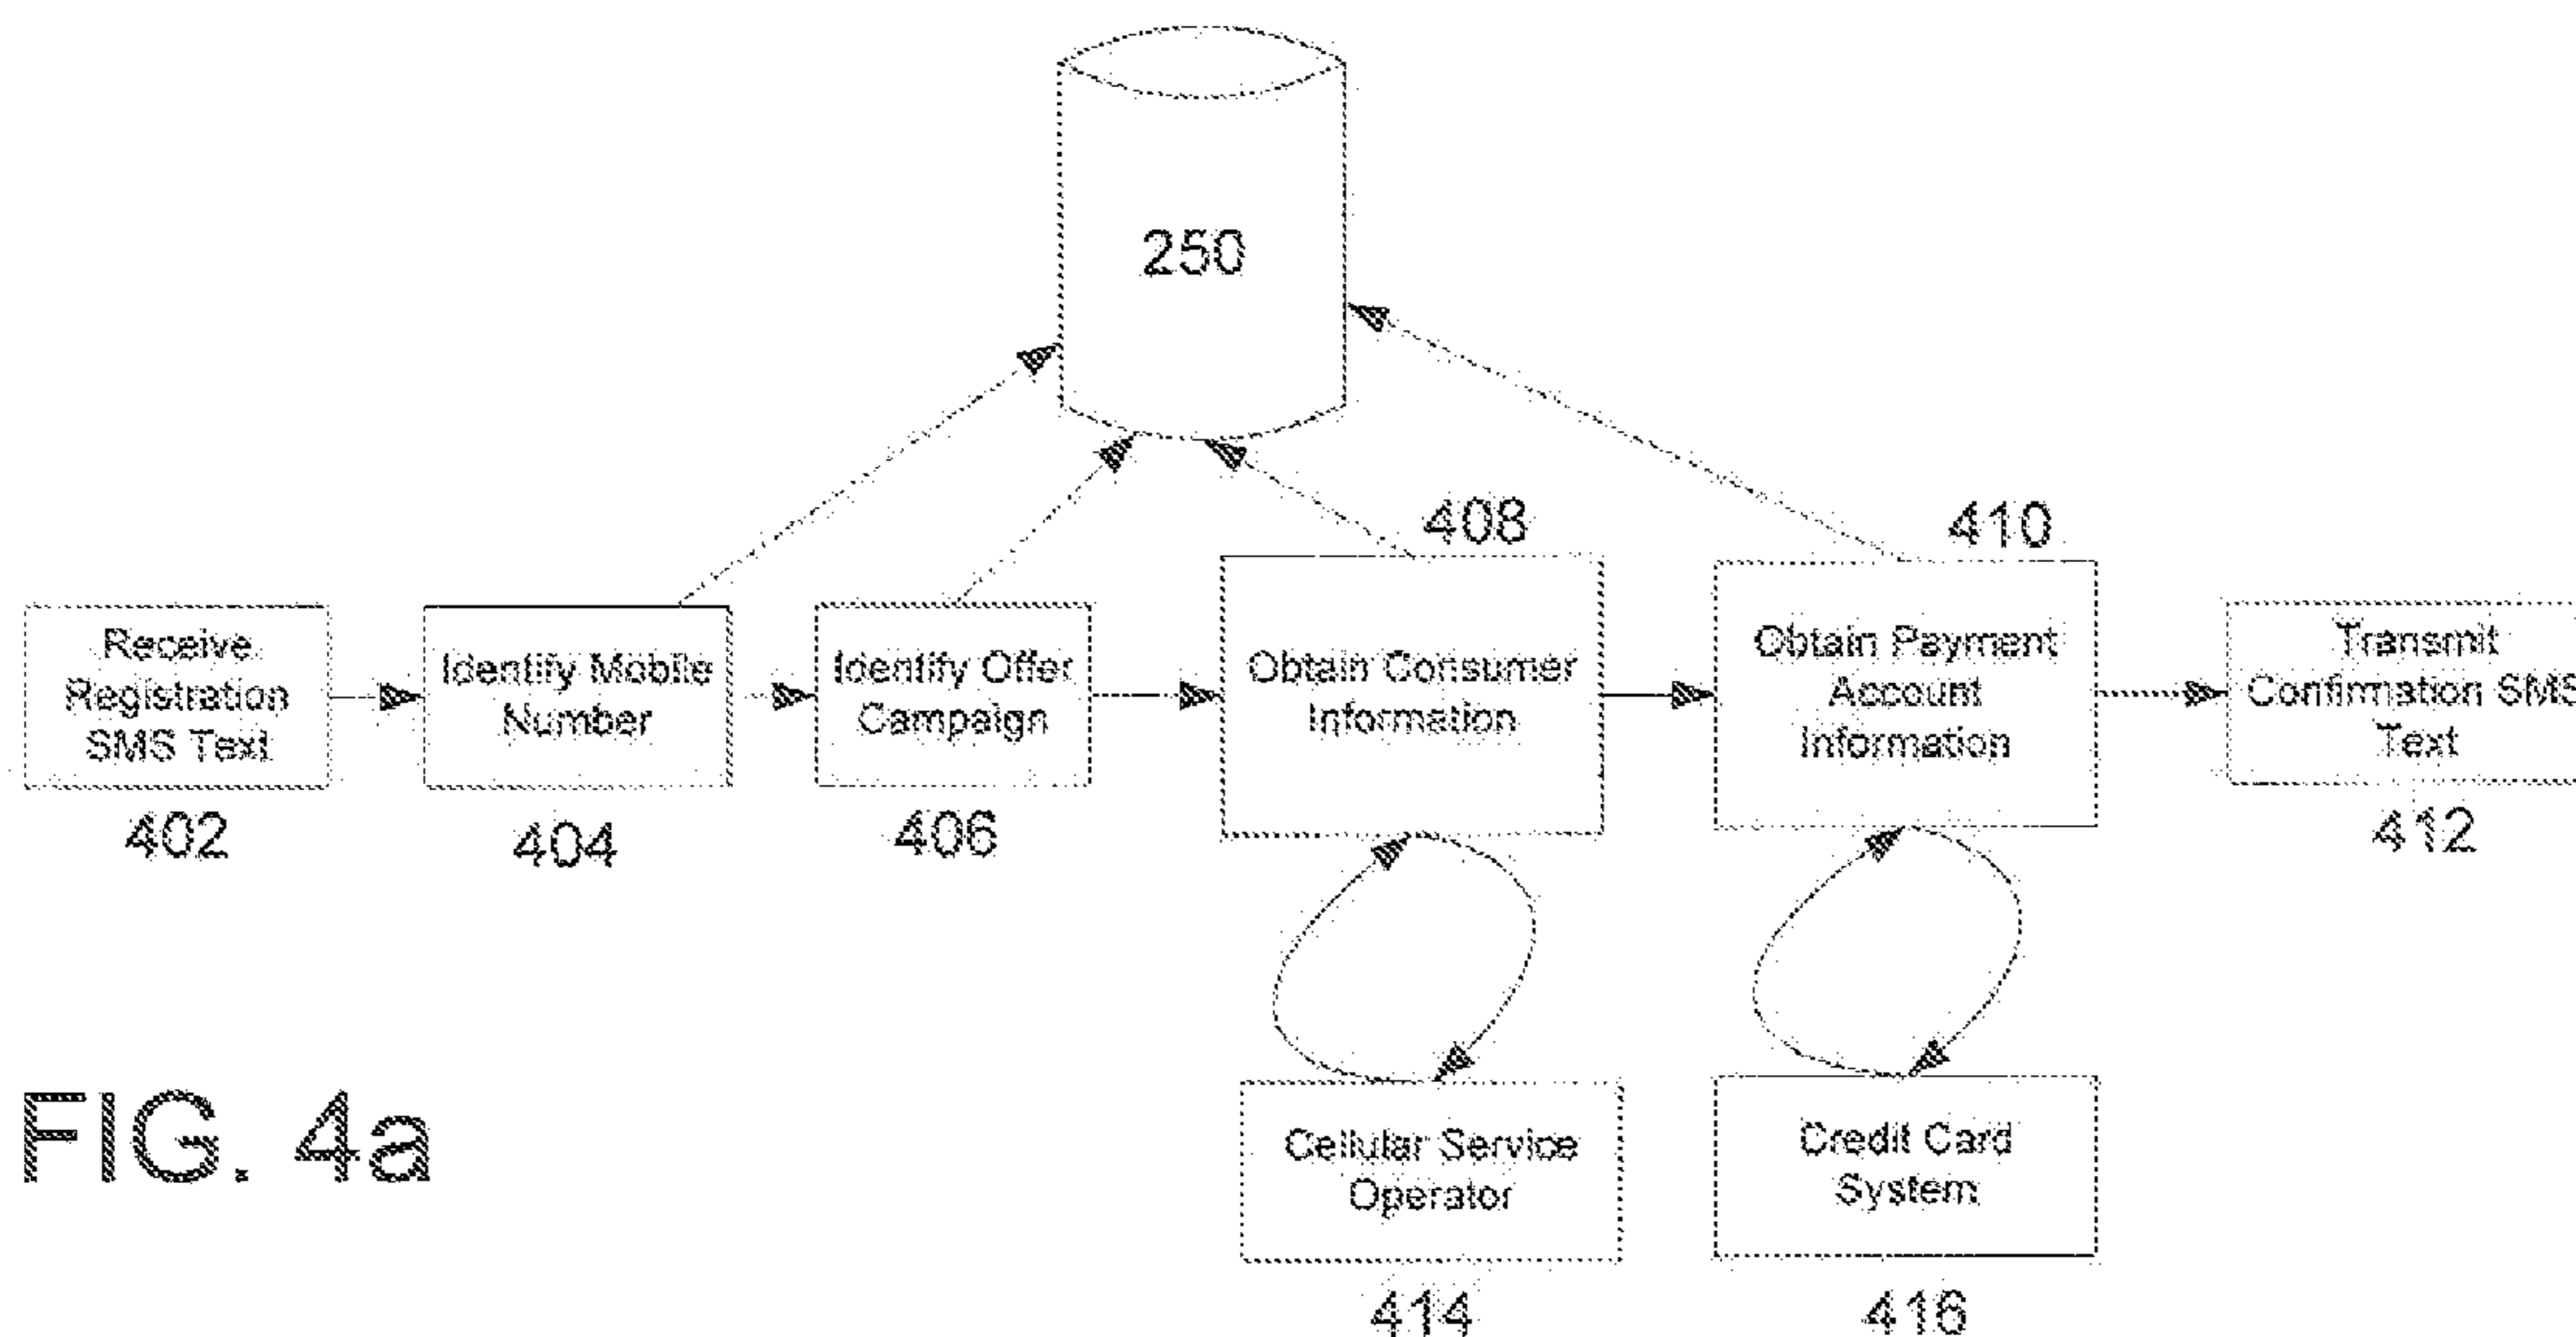 250
408
410
Receive
Registration
SMS Text
Identify Mobile
Number
Identify Offer
Campaign
Obtain Consumer
Information
Obtain Payment
Account
Information
Transmit
Confirmation SMS
Text
402
404
406
412
Cellular Service
Operator
Credit Card
System
414
416
FIG. 4a